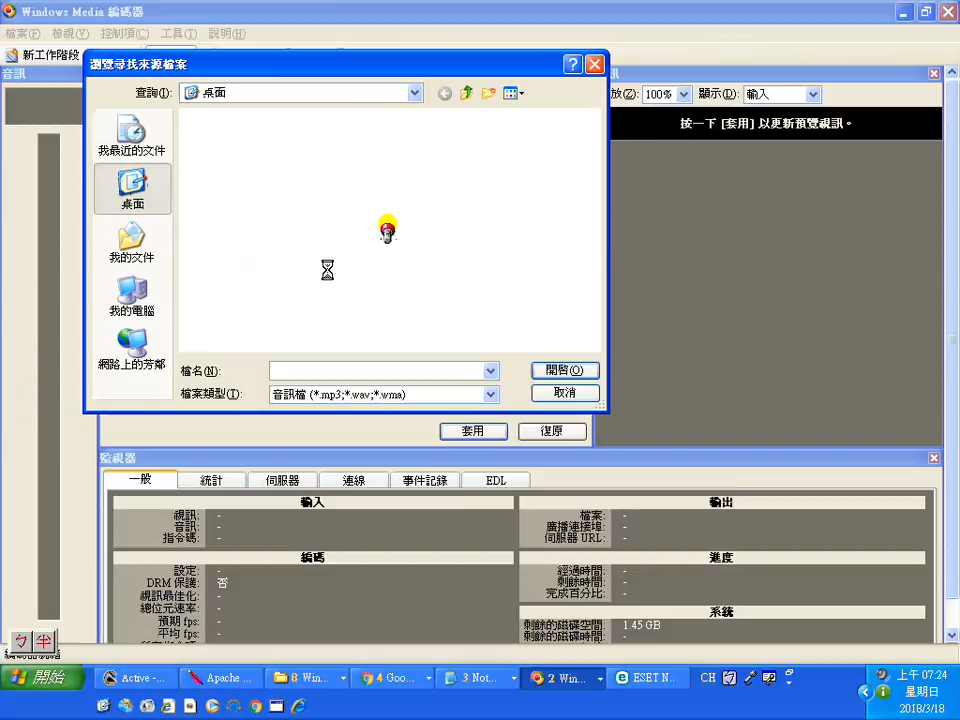 Windows Media 編碼器
檔案(F) 檢視(V) 控制項(C) 工具(T) 說明(H)
新工作階段
音訊
瀏覽尋找來源檔案
查詢(I): 桌面
我最近的文件
桌面
我的文件
我的電腦
網路上的芳鄰
檔名(N):
開啓(O)
檔案類型(T): 音訊檔 (*.mp3;*.wav;*.wma)
取消
訊
放(Z): 100% 顯示(D): 輸入
按一下 [套用] 以更新預覽視訊。
套用 復原
監視器
一般 統計 伺服器 連線 事件記錄 EDL
輸入
視訊: -
音訊: -
指令碼: -
編碼
設定: -
DRM 保護: 否
視訊最佳化: -
總位元速率: -
預期 fps: -
平均 fps: -
輸出
檔案: -
廣播連接埠: -
伺服器 URL: -
進度
經過時間: -
剩餘時間: -
完成百分比: -
系統
剩餘的磁碟空間: 1.45 GB
剩餘的磁碟時間: -
ㄅ 半
開始
Active -...
Apache ...
8 Win...
4 Goo...
3 Not...
2 Win...
ESET N...
CH
上午 07:24
星期日
2018/3/18